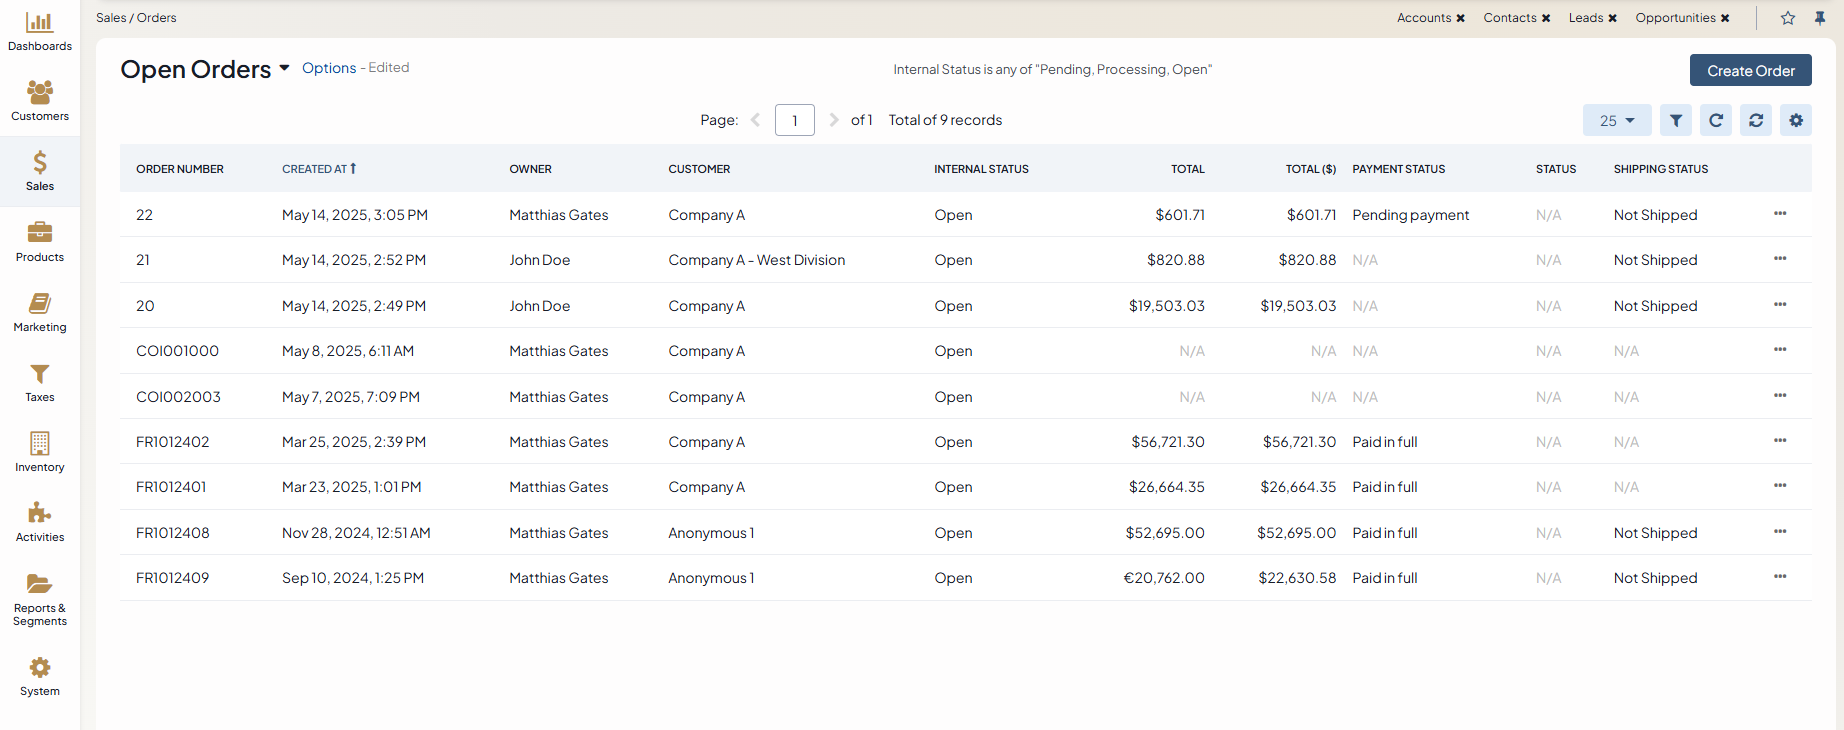 Sales / Orders
Accounts ✖ Contacts ✖ Leads ✖ Opportunities ✖
Dashboards
Customers
Sales
Products
Marketing
Taxes
Inventory
Activities
Reports &
Segments
System
Open Orders Options - Edited
Internal Status is any of "Pending, Processing, Open"
Create Order
Page: 1 of 1 Total of 9 records
25
ORDER NUMBER CREATED AT OWNER CUSTOMER INTERNAL STATUS TOTAL TOTAL ($) PAYMENT STATUS STATUS SHIPPING STATUS
22 May 14, 2025, 3:05 PM Matthias Gates Company A Open $601.71 $601.71 Pending payment N/A Not Shipped
21 May 14, 2025, 2:52 PM John Doe Company A - West Division Open $820.88 $820.88 N/A N/A Not Shipped
20 May 14, 2025, 2:49 PM John Doe Company A Open $19,503.03 $19,503.03 N/A N/A Not Shipped
COI001000 May 8, 2025, 6:11 AM Matthias Gates Company A Open N/A N/A N/A N/A N/A
COI002003 May 7, 2025, 7:09 PM Matthias Gates Company A Open N/A N/A N/A N/A N/A
FR1012402 Mar 25, 2025, 2:39 PM Matthias Gates Company A Open $56,721.30 $56,721.30 Paid in full N/A N/A
FR1012401 Mar 23, 2025, 1:01 PM Matthias Gates Company A Open $26,664.35 $26,664.35 Paid in full N/A N/A
FR1012408 Nov 28, 2024, 12:51 AM Matthias Gates Anonymous 1 Open $52,695.00 $52,695.00 Paid in full N/A Not Shipped
FR1012409 Sep 10, 2024, 1:25 PM Matthias Gates Anonymous 1 Open €20,762.00 $22,630.58 Paid in full N/A Not Shipped